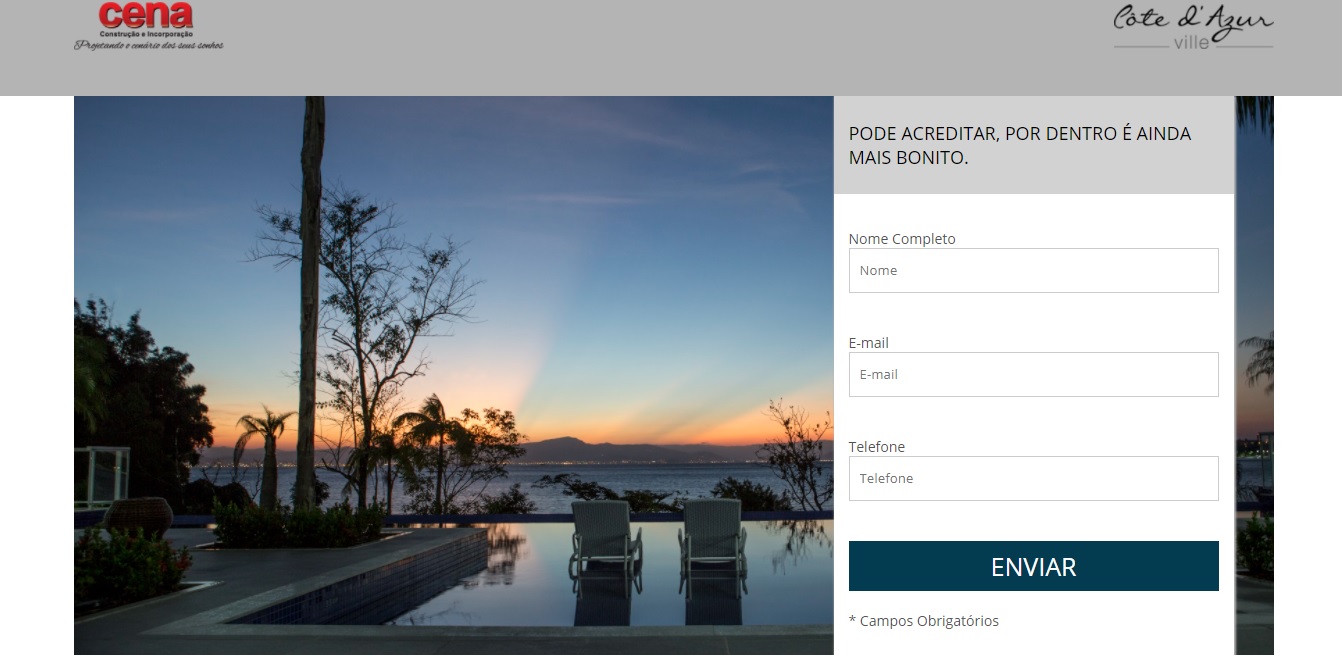 cena
Construção e Incorporação
Projetando o cenário dos seus sonhos
Côte d'Azur
ville
PODE ACREDITAR, POR DENTRO É AINDA
MAIS BONITO.
Nome Completo
Nome
E-mail
E-mail
Telefone
Telefone
ENVIAR
* Campos Obrigatórios